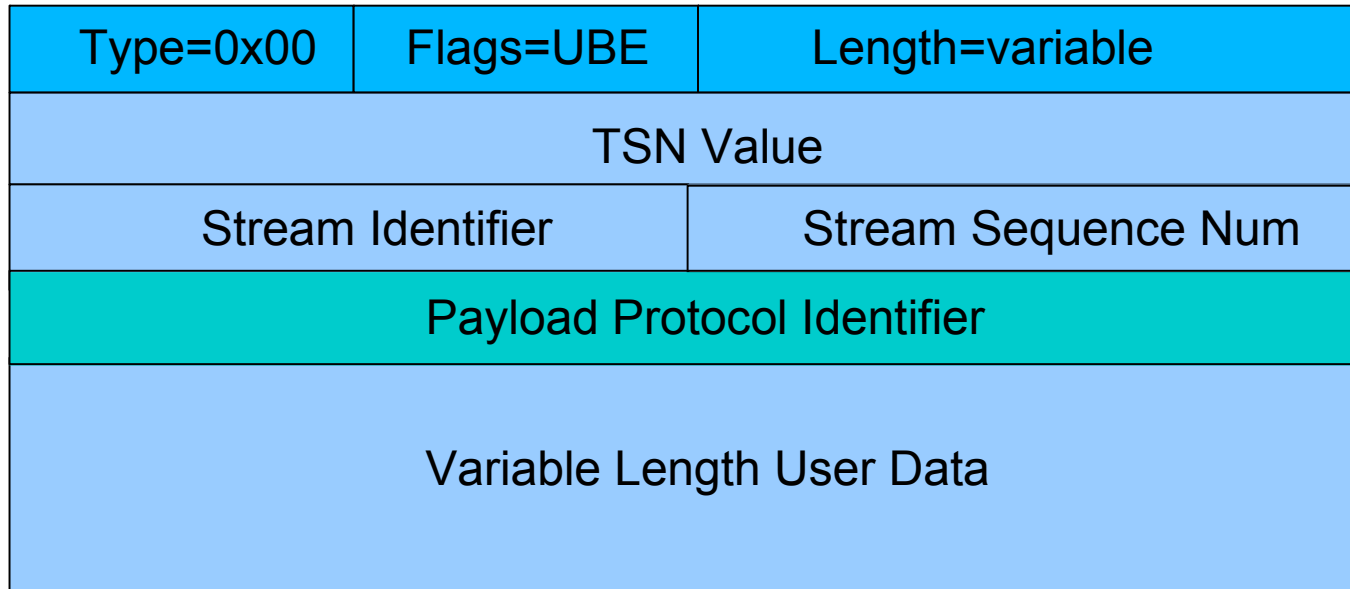 Type=0x00 Flags=UBE Length=variable
TSN Value
Stream Identifier Stream Sequence Num
Payload Protocol Identifier
Variable Length User Data